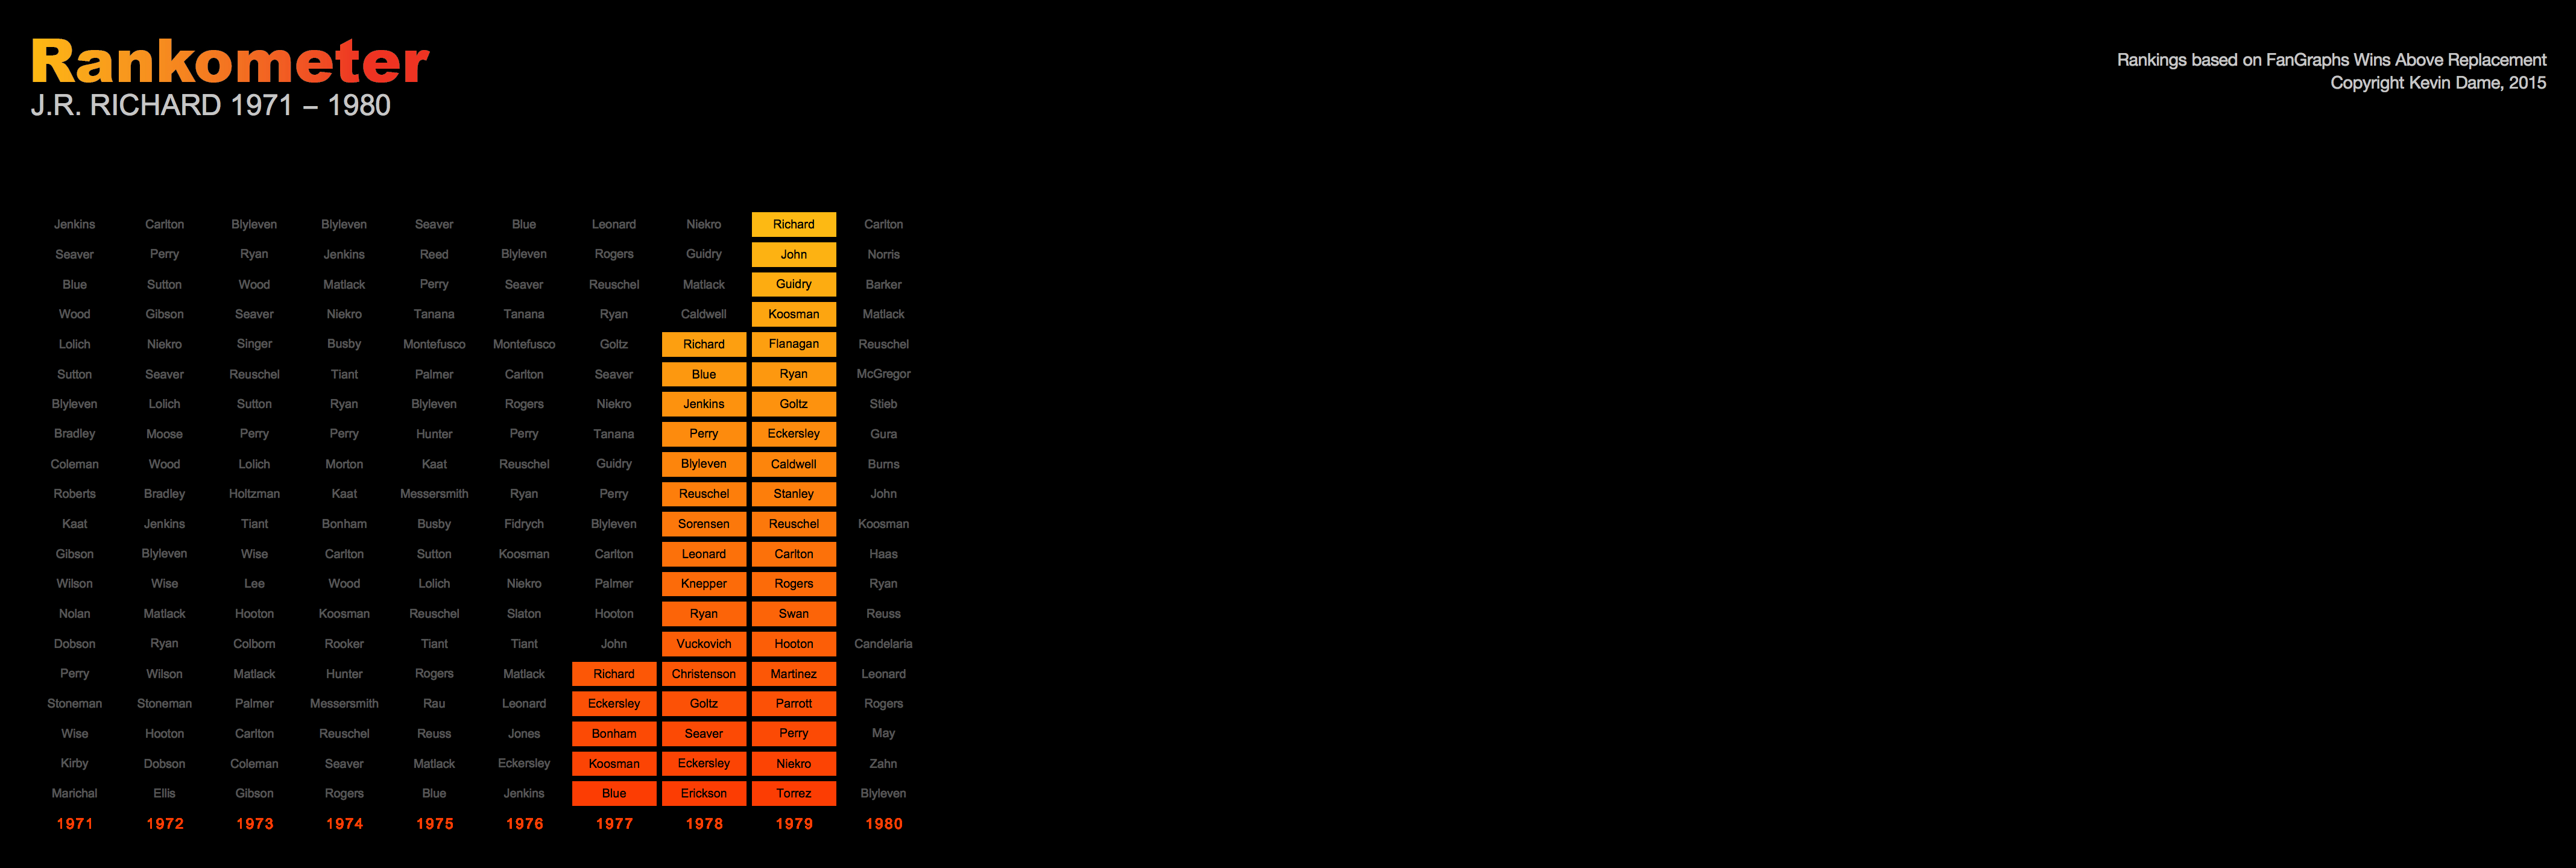 Rankometer
J.R. RICHARD 1971 – 1980
Rankings based on FanGraphs Wins Above Replacement
Copyright Kevin Dame, 2015
Jenkins Carlton Blyleven Blyleven Seaver Blue Leonard Niekro Richard Carlton
Seaver Perry Ryan Jenkins Reed Blyleven Rogers Guidry John Norris
Blue Sutton Wood Matlack Perry Seaver Reuschel Matlack Guidry Barker
Wood Gibson Seaver Niekro Tanana Tanana Ryan Caldwell Koosman Matlack
Lolich Niekro Singer Busby Montefusco Montefusco Goltz Richard Flanagan Reuschel
Sutton Seaver Reuschel Tiant Palmer Carlton Seaver Blue Ryan McGregor
Blyleven Lolich Sutton Ryan Blyleven Rogers Niekro Jenkins Goltz Stieb
Bradley Moose Perry Perry Hunter Perry Tanana Perry Eckersley Gura
Coleman Wood Lolich Morton Kaat Reuschel Guidry Blyleven Caldwell Burns
Roberts Bradley Holtzman Kaat Messersmith Ryan Perry Reuschel Stanley John
Kaat Jenkins Tiant Bonham Busby Fidrych Blyleven Sorensen Reuschel Koosman
Gibson Blyleven Wise Carlton Sutton Koosman Carlton Leonard Carlton Haas
Wilson Wise Lee Wood Lolich Niekro Palmer Knepper Rogers Ryan
Nolan Matlack Hooton Koosman Reuschel Slaton Hooton Ryan Swan Reuss
Dobson Ryan Colborn Rooker Tiant Tiant John Vuckovich Hooton Candelaria
Perry Wilson Matlack Hunter Rogers Matlack Richard Christenson Martinez Leonard
Stoneman Stoneman Palmer Messersmith Rau Leonard Eckersley Goltz Parrott Rogers
Wise Hooton Carlton Reuschel Reuss Jones Bonham Seaver Perry May
Kirby Dobson Coleman Seaver Matlack Eckersley Koosman Eckersley Niekro Zahn
Marichal Ellis Gibson Rogers Blue Jenkins Blue Erickson Torrez Blyleven
1971 1972 1973 1974 1975 1976 1977 1978 1979 1980